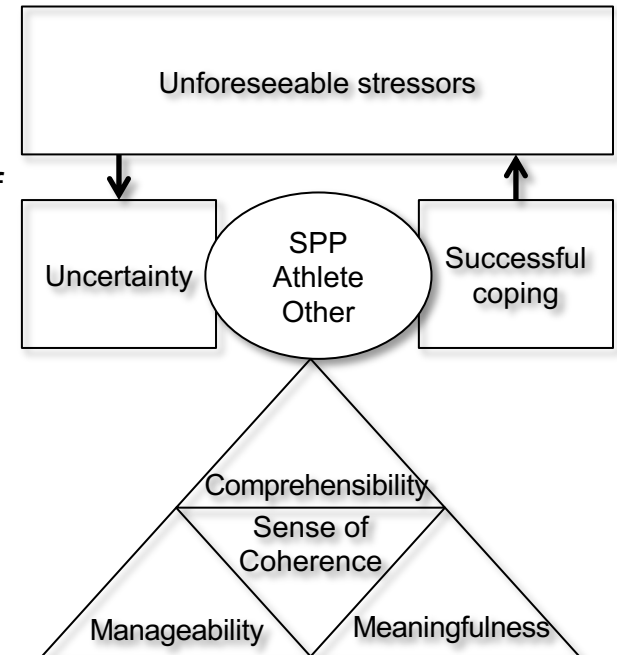 Unforeseeable stressors
Uncertainty
SPP
Athlete
Other
Successful
coping
Comprehensibility
Sense of
Coherence
Manageability
Meaningfulness